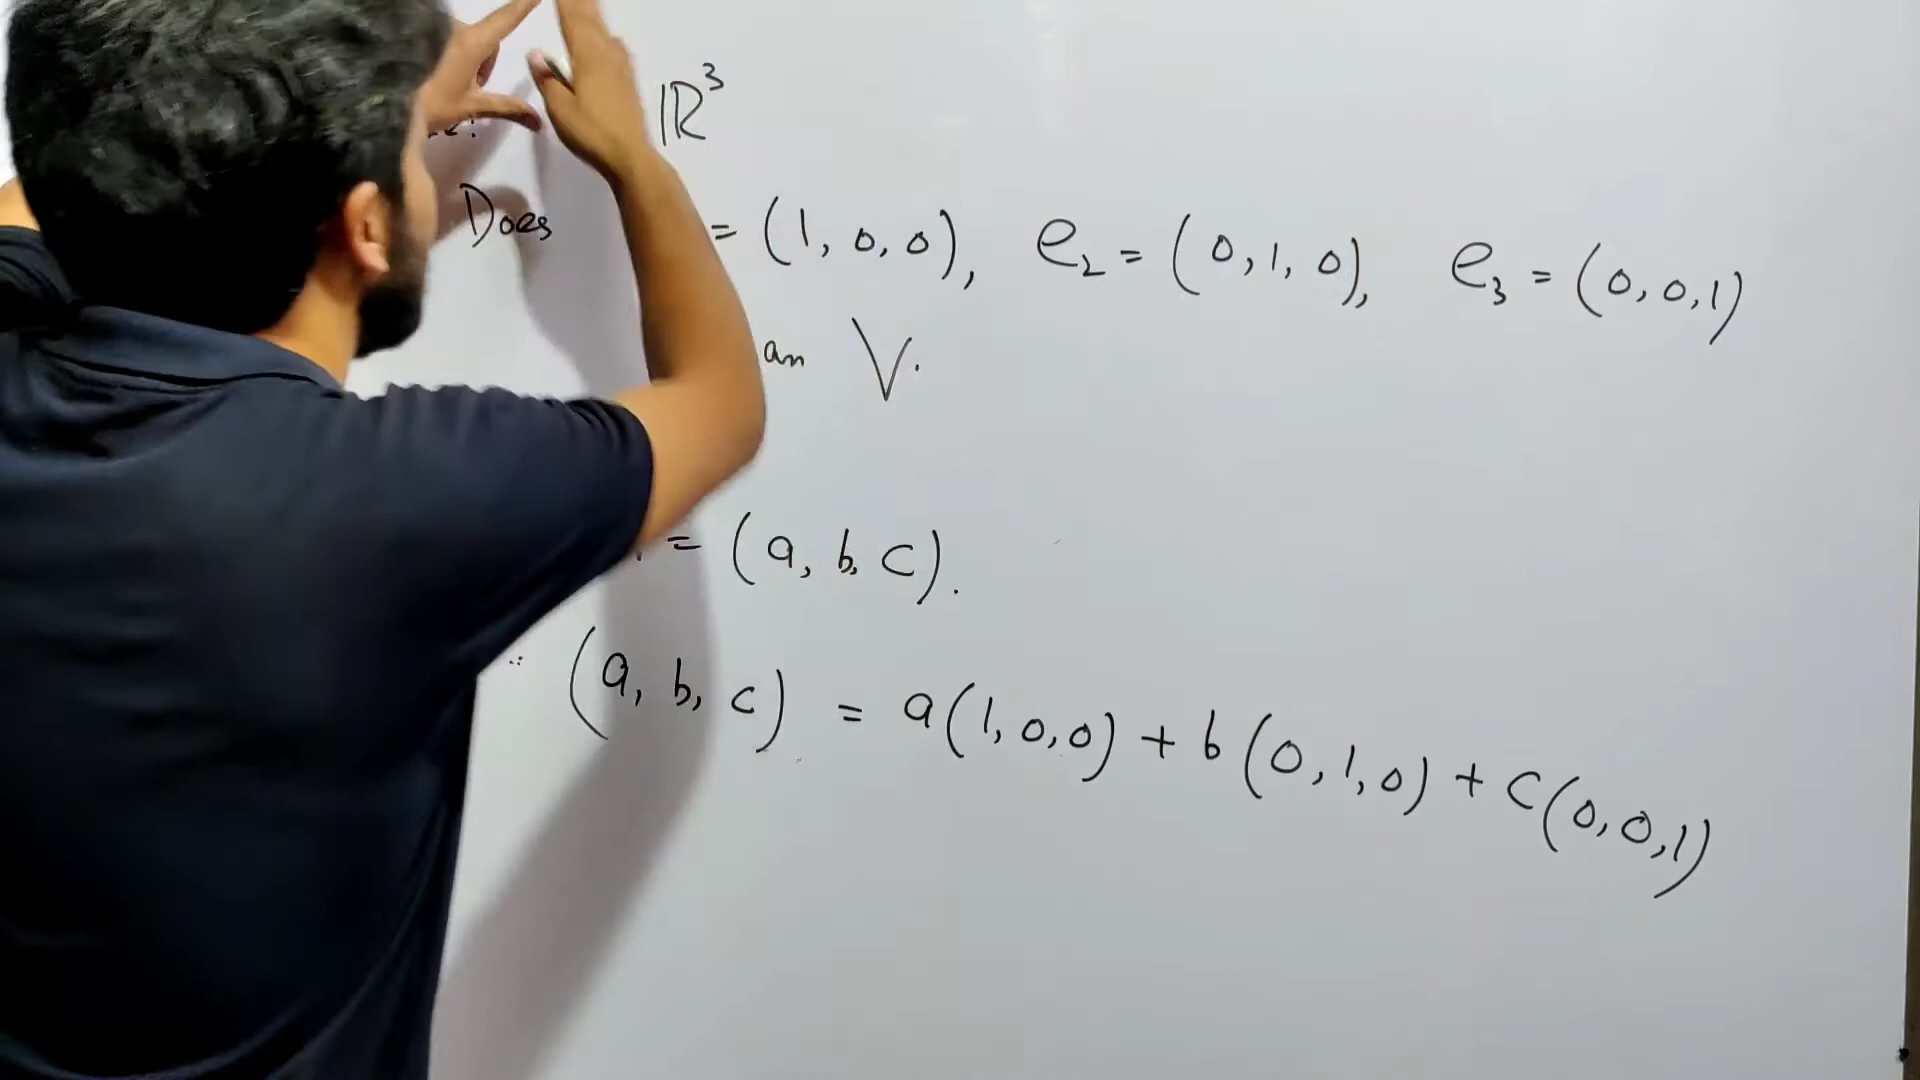 ℝ³
Does = (1, 0, 0), e₂ = (0, 1, 0), e₃ = (0, 0, 1)
an V.
= (a, b, c).
(a, b, c) = a(1, 0, 0) + b(0, 1, 0) + c(0, 0, 1)